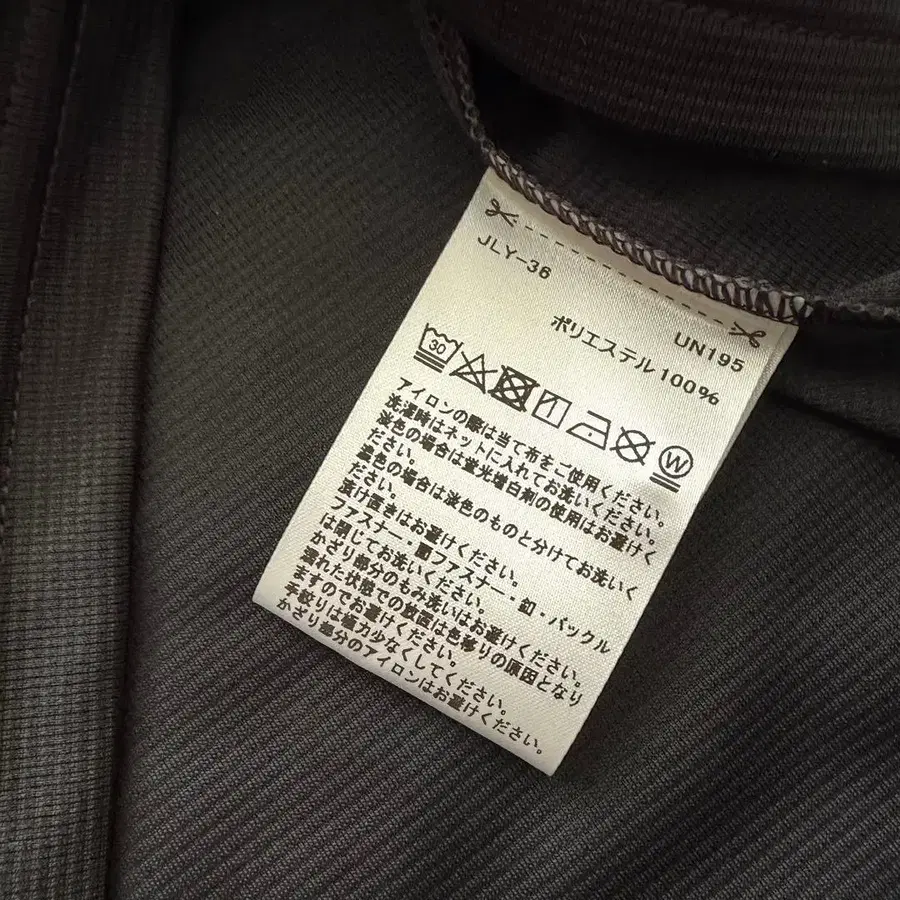 JLY-36
UN195
ポリエステル100%
30
W
アイロンの際は当て布をご使用ください。
洗濯時はネットに入れてお洗いください。
淡色の場合は蛍光増白剤の使用はお避けく
ださい。
濃色の場合は淡色のものと分けてお洗いく
ださい。
漬け置きはお避けください。
ファスナー・面ファスナー・釦・バックル
は閉じてお洗いください。
かざり部分のもみ洗いはお避けください。
濡れた状態での放置は色移りの原因となり
ますのでお避けください。
手絞りは極力少なくしてください。
かざり部分のアイロンはお避けください。